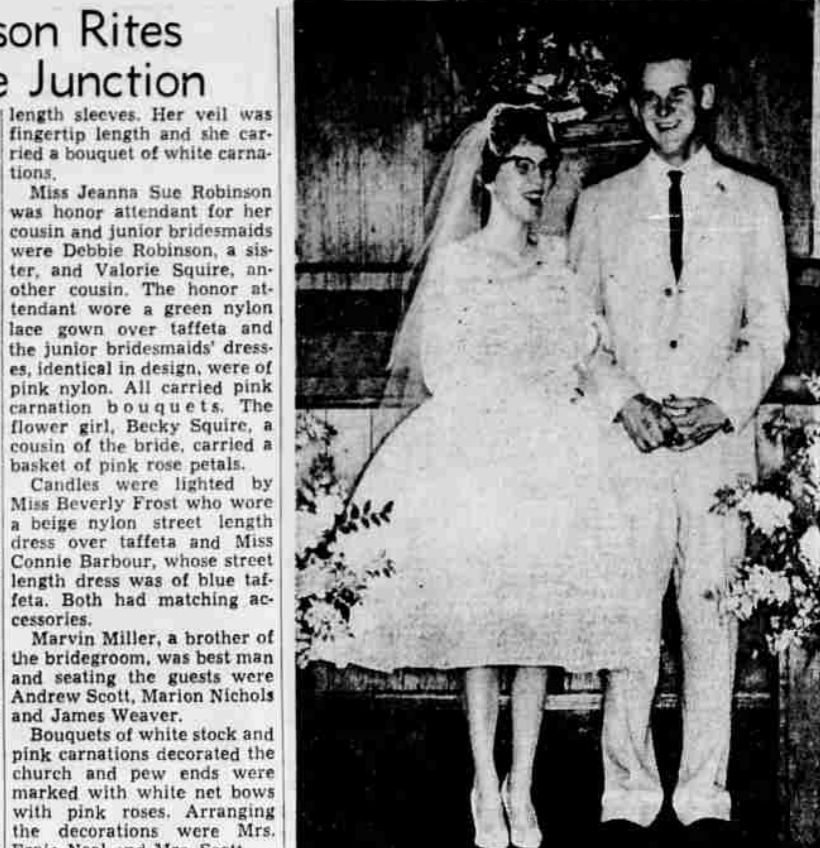 son Rites
e Junction
length sleeves. Her veil was
fingertip length and she car-
ried a bouquet of white carna-
tions.
Miss Jeanna Sue Robinson
was honor attendant for her
cousin and junior bridesmaids
were Debbie Robinson, a sis-
ter, and Valorie Squire, an-
other cousin. The honor at-
tendant wore a green nylon
lace gown over taffeta and
the junior bridesmaids' dress-
es, identical in design, were of
pink nylon. All carried pink
carnation bouquets. The
flower girl, Becky Squire, a
cousin of the bride, carried a
basket of pink rose petals.
Candles were lighted by
Miss Beverly Frost who wore
a beige nylon street length
dress over taffeta and Miss
Connie Barbour, whose street
length dress was of blue taf-
feta. Both had matching ac-
cessories.
Marvin Miller, a brother of
the bridegroom, was best man
and seating the guests were
Andrew Scott, Marion Nichols
and James Weaver.
Bouquets of white stock and
pink carnations decorated the
church and pew ends were
marked with white net bows
with pink roses. Arranging
the decorations were Mrs.
Ernie Neal and Mrs. Scott